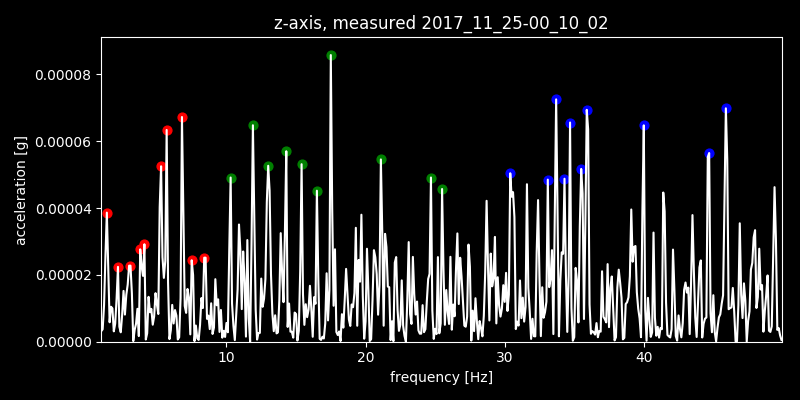 z-axis, measured 2017_11_25-00_10_02
0.00008
0.00006
0.00004
0.00002
0.00000
acceleration [g]
10 20 30 40
frequency [Hz]